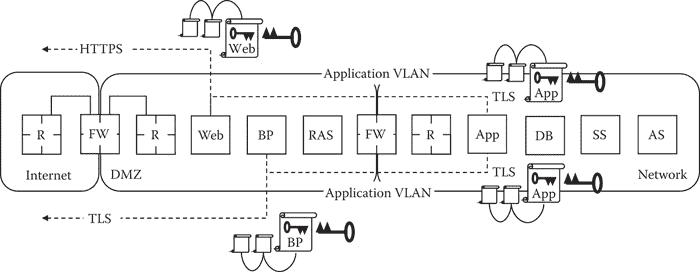 Web
HTTPS
Application VLAN
App
TLS
R
FW
R
Web
BP
RAS
FW
R
App
DB
SS
AS
Internet
DMZ
TLS
Network
Application VLAN
App
TLS
BP